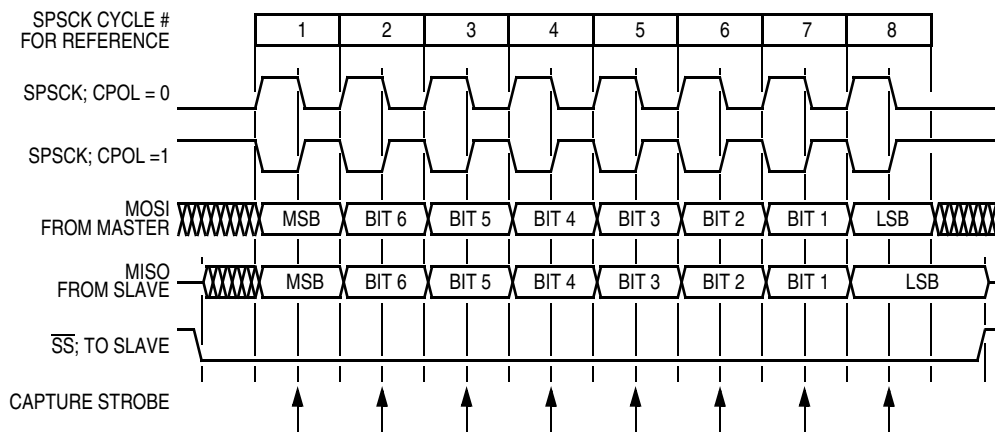 SPSCK CYCLE #
FOR REFERENCE
1 2 3 4 5 6 7 8
SPSCK; CPOL = 0
SPSCK; CPOL =1
MOSI
FROM MASTER
MSB BIT 6 BIT 5 BIT 4 BIT 3 BIT 2 BIT 1 LSB
MISO
FROM SLAVE
MSB BIT 6 BIT 5 BIT 4 BIT 3 BIT 2 BIT 1 LSB
SS; TO SLAVE
CAPTURE STROBE